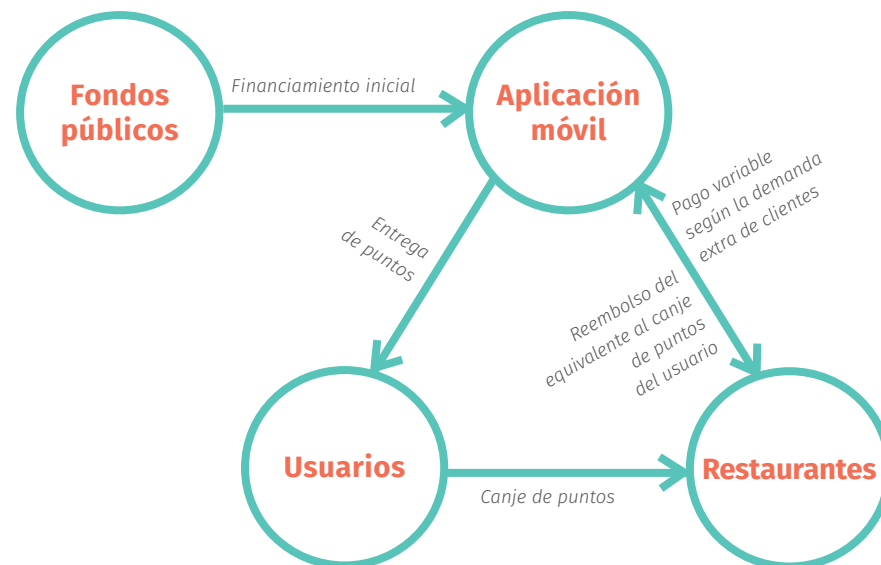 Fondos
públicos
Financiamiento inicial
Aplicación
móvil
Entrega
de puntos
Pago variable
según la demanda
extra de clientes
Reembolso del
equivalente al canje
de puntos
del usuario
Usuarios
Canje de puntos
Restaurantes